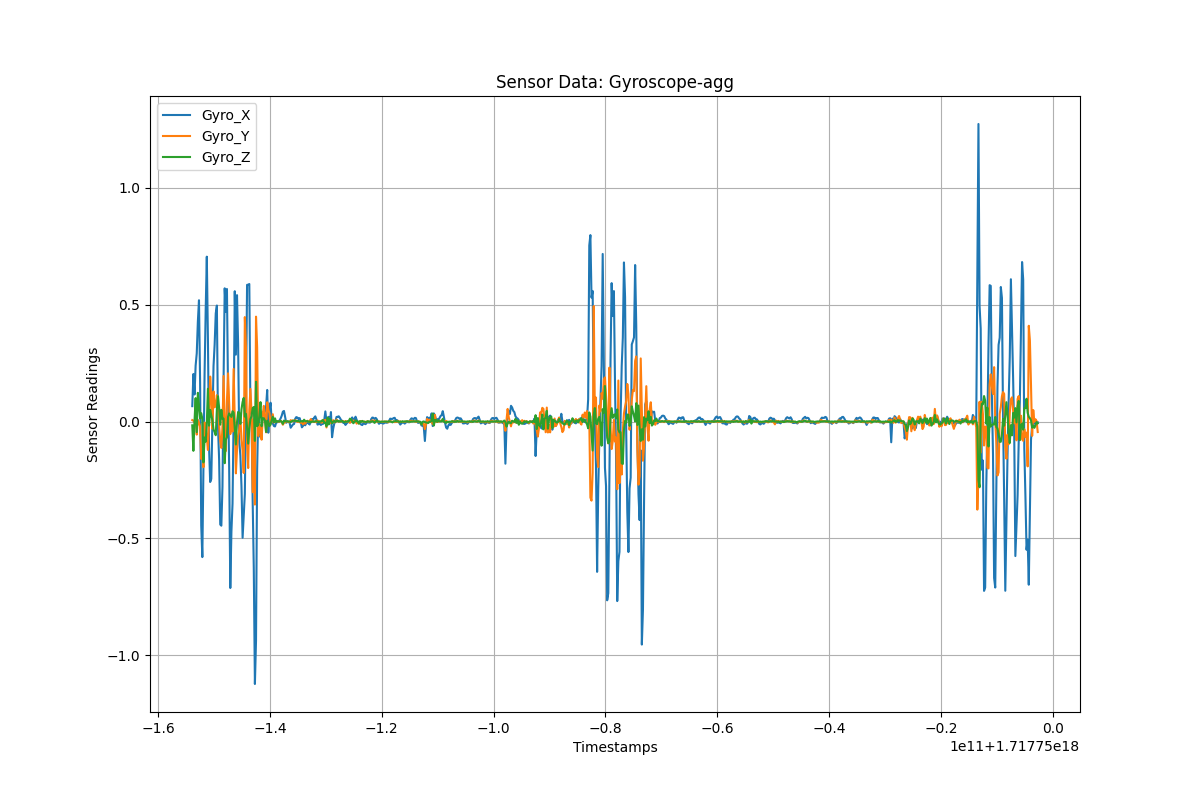 Sensor Data: Gyroscope-agg
Gyro_X
Gyro_Y
Gyro_Z
1.0
0.5
0.0
−0.5
−1.0
Sensor Readings
−1.6
−1.4
−1.2
−1.0
−0.8
−0.6
−0.4
−0.2
0.0
Timestamps
1e11+1.71775e18